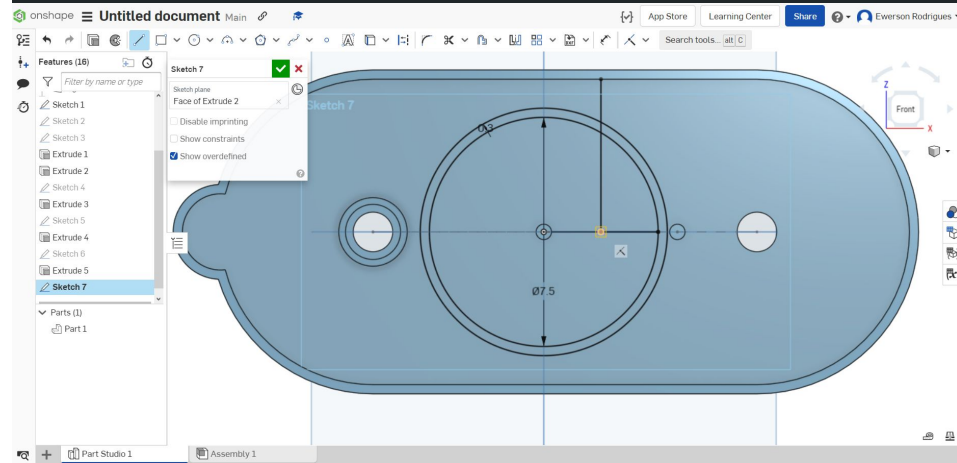 onshape Untitled document Main App Store Learning Center Share Ewerson Rodrigues
Search tools... alt C
Features (16)
Filter by name or type
Sketch 1
Sketch 2
Sketch 3
Extrude 1
Extrude 2
Sketch 4
Extrude 3
Sketch 5
Extrude 4
Sketch 6
Extrude 5
Sketch 7
Parts (1)
Part 1
Sketch 7
Sketch plane
Face of Extrude 2
Disable imprinting
Show constraints
Show overdefined
Sketch 7
0.3
Ø7.5
Z
Front
X
Part Studio 1
Assembly 1